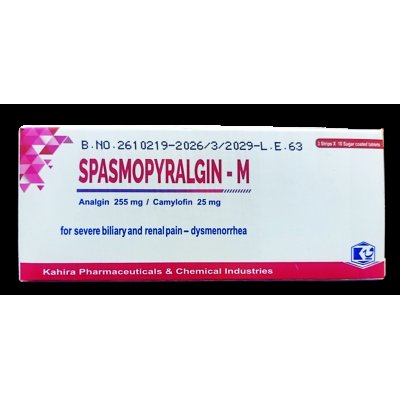 B.NO.2610219-2026/3/2029-L.E.63
3 Strips X 10 Sugar coated tablets
SPASMOPYRALGIN - M
Analgin 255 mg / Camylofin 25 mg
for severe biliary and renal pain – dysmenorrhea
Kahira Pharmaceuticals & Chemical Industries